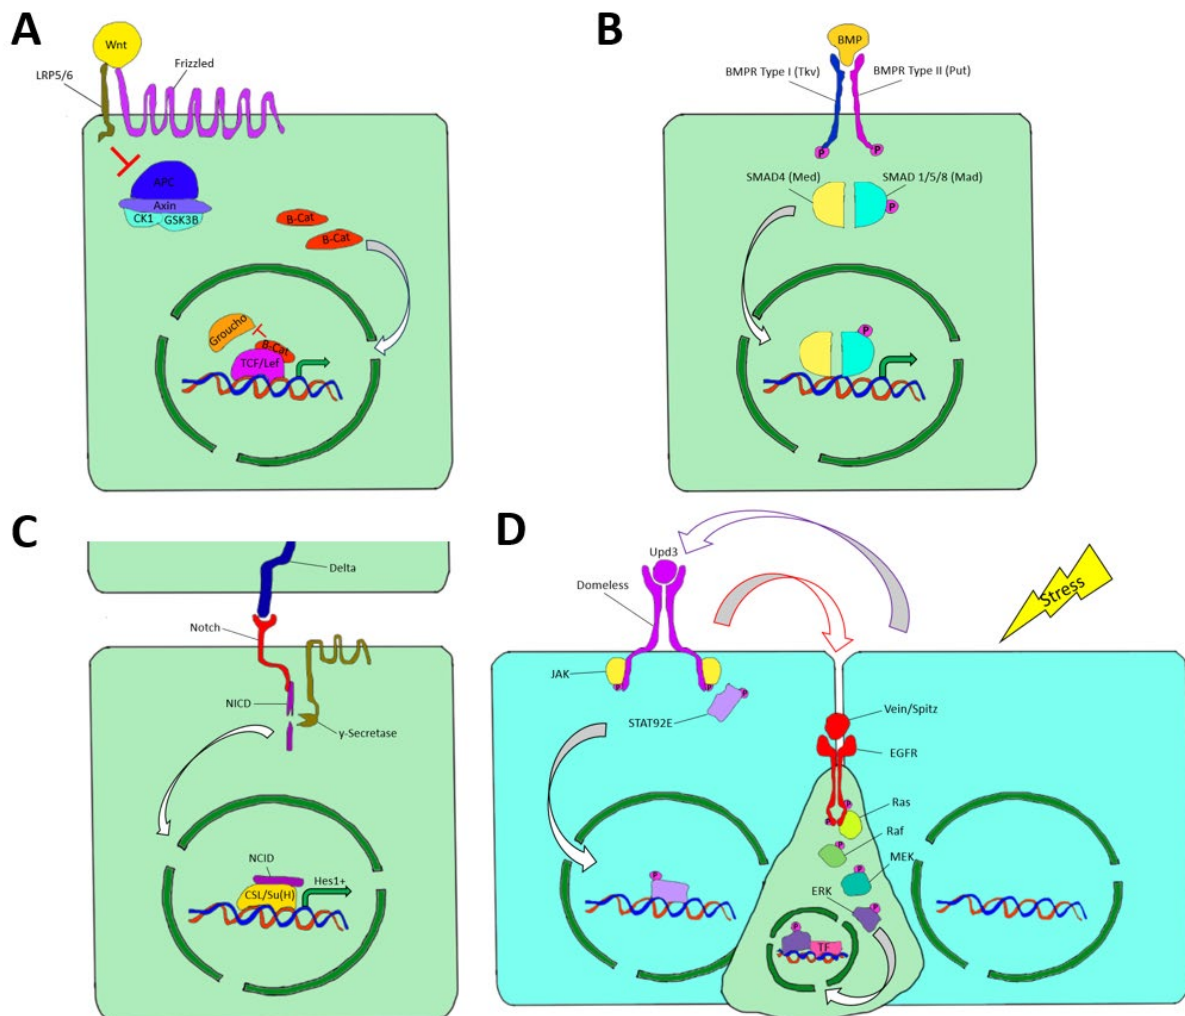 A
Wnt
LRP5/6
Frizzled
APC
Axin
CK1 GSK3B
B-Cat
B-Cat
Groucho
B-Cat
TCF/Lef
B
BMP
BMPR Type I (Tkv)
BMPR Type II (Put)
P
P
SMAD4 (Med)
SMAD 1/5/8 (Mad)
P
P
C
Delta
Notch
NICD
y-Secretase
NCID
Hes1+
CSL/Su(H)
D
Upd3
Domeless
Stress
JAK
P
P
P
STAT92E
Vein/Spitz
EGFR
P
P
Ras
P
Raf
P
MEK
ERK
P
P
P
TF